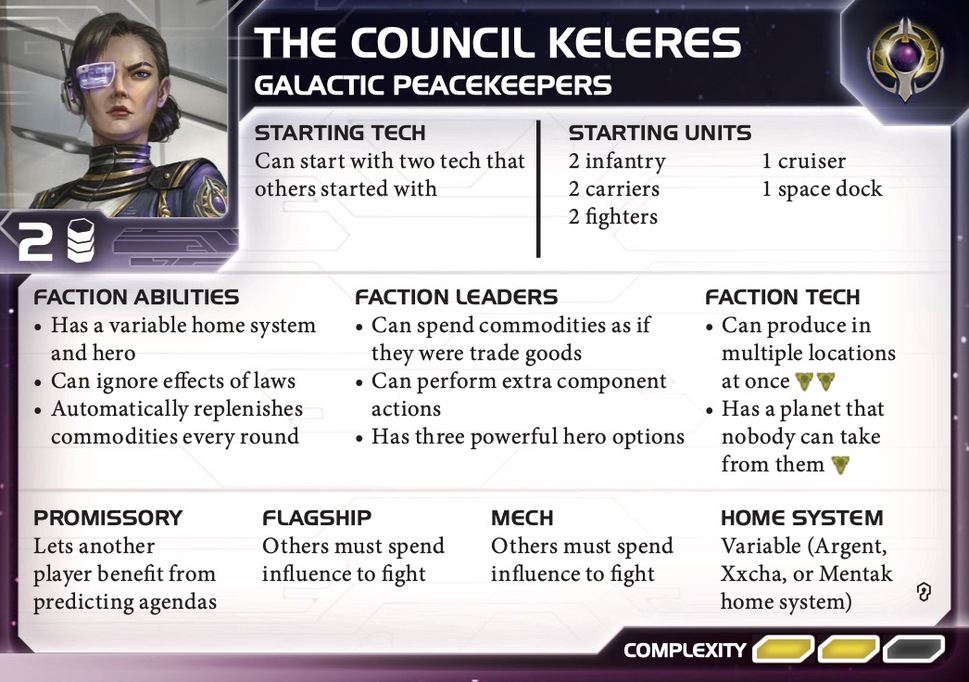 THE COUNCIL KELERES
GALACTIC PEACEKEEPERS
2
STARTING TECH
Can start with two tech that
others started with
STARTING UNITS
2 infantry
2 carriers
2 fighters
1 cruiser
1 space dock
FACTION ABILITIES
• Has a variable home system
and hero
• Can ignore effects of laws
• Automatically replenishes
commodities every round
FACTION LEADERS
• Can spend commodities as if
they were trade goods
• Can perform extra component
actions
• Has three powerful hero options
FACTION TECH
• Can produce in
multiple locations
at once
• Has a planet that
nobody can take
from them
PROMISSORY
Lets another
player benefit from
predicting agendas
FLAGSHIP
Others must spend
influence to fight
MECH
Others must spend
influence to fight
HOME SYSTEM
Variable (Argent,
Xxcha, or Mentak
home system)
COMPLEXITY